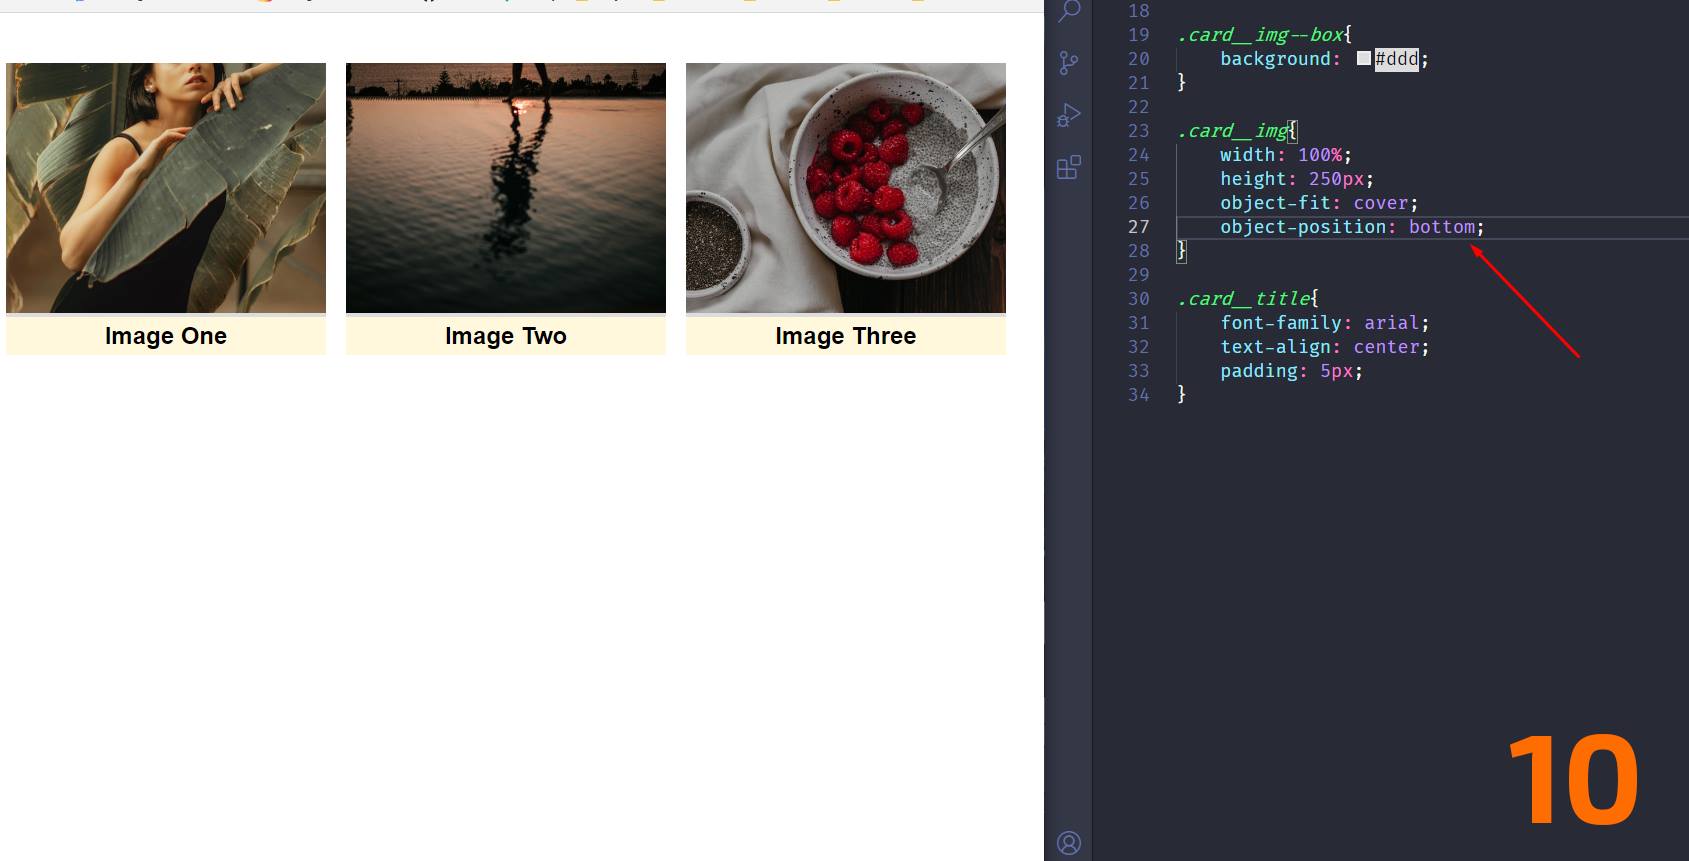 Image One
Image Two
Image Three
18
19 .card__img--box{
20 background: #ddd;
21 }
22
23 .card__img{
24 width: 100%;
25 height: 250px;
26 object-fit: cover;
27 object-position: bottom;
28 }
29
30 .card__title{
31 font-family: arial;
32 text-align: center;
33 padding: 5px;
34 }
10